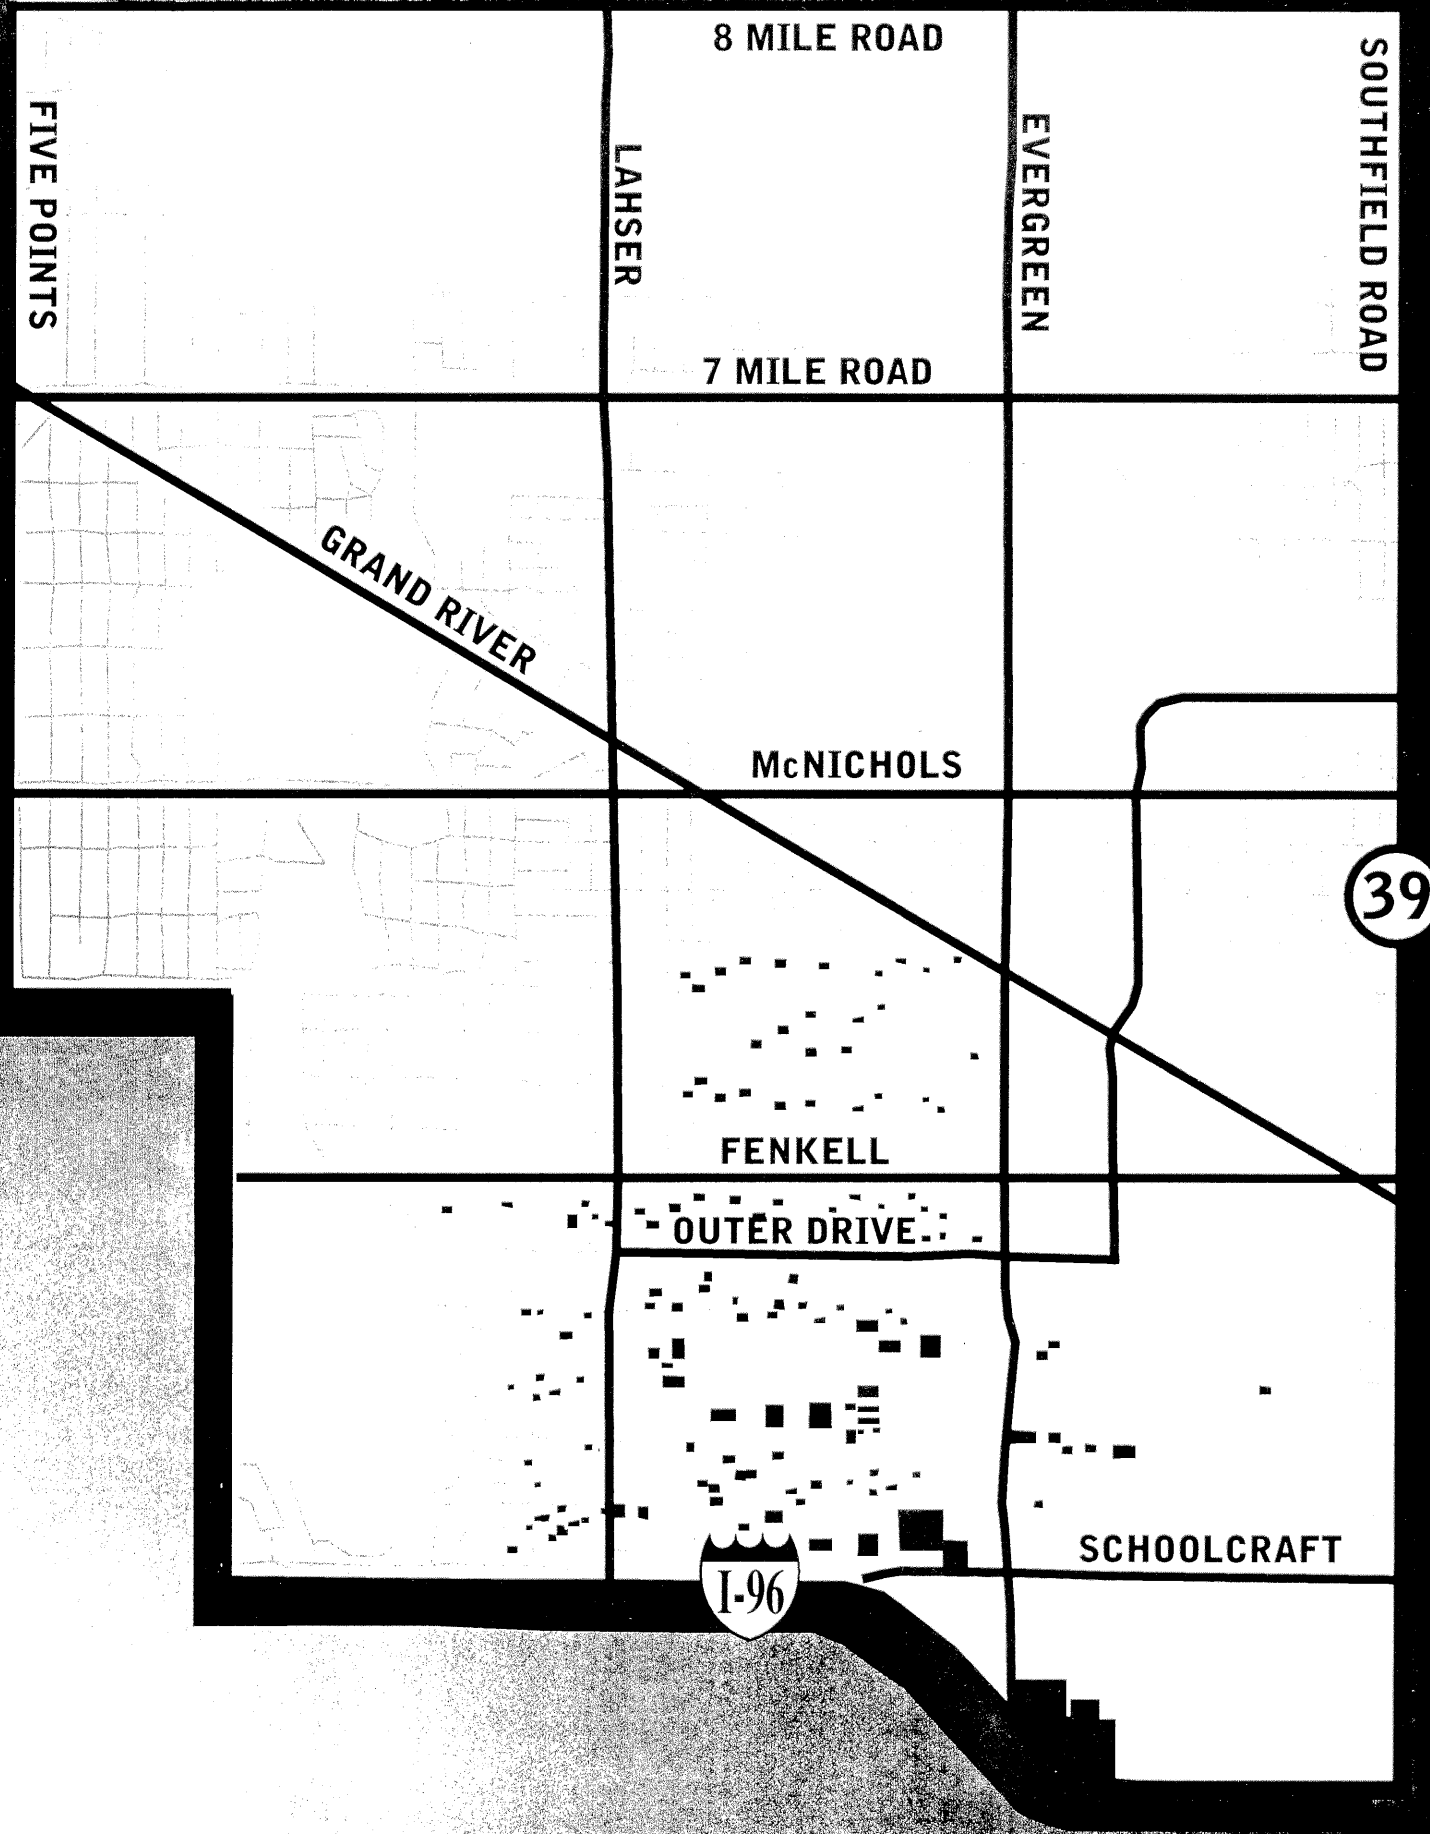 8 MILE ROAD
SOUTHFIELD ROAD
FIVE POINTS
EVERGREEN
LAHSER
7 MILE ROAD
GRAND RIVER
McNICHOLS
39
FENKELL
OUTER DRIVE
SCHOOLCRAFT
I-96